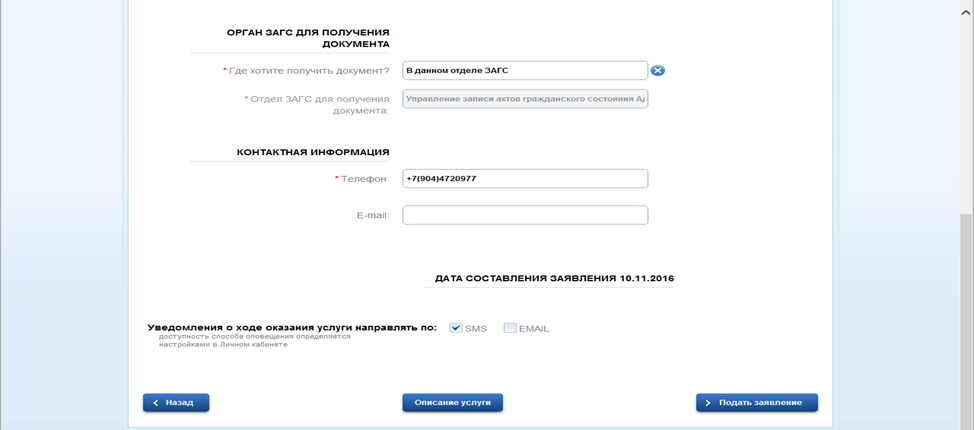 ОРГАН ЗАГС ДЛЯ ПОЛУЧЕНИЯ
ДОКУМЕНТА
* Где хотите получить документ? В данном отделе ЗАГС
* Отдел ЗАГС для получения
документа:
Управление записи актов гражданского состояния А
КОНТАКТНАЯ ИНФОРМАЦИЯ
* Телефон: +7(904)4720977
E-mail:
ДАТА СОСТАВЛЕНИЯ ЗАЯВЛЕНИЯ 10.11.2016
Уведомления о ходе оказания услуги направлять по: SMS EMAIL
доступность способа оповещения определяется
настройками в Личном кабинете
Назад Описание услуги Подать заявление